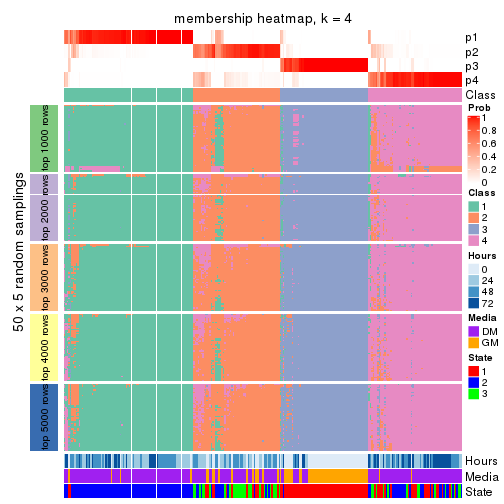 membership heatmap, k = 4
p1
p2
p3
p4
Class
50 x 5 random samplings
top 1000 rows
top 2000 rows
top 3000 rows
top 4000 rows
top 5000 rows
Hours
Media
State
Prob
1
0.8
0.6
0.4
0.2
0
Class
1
2
3
4
Hours
0
24
48
72
Media
DM
GM
State
1
2
3